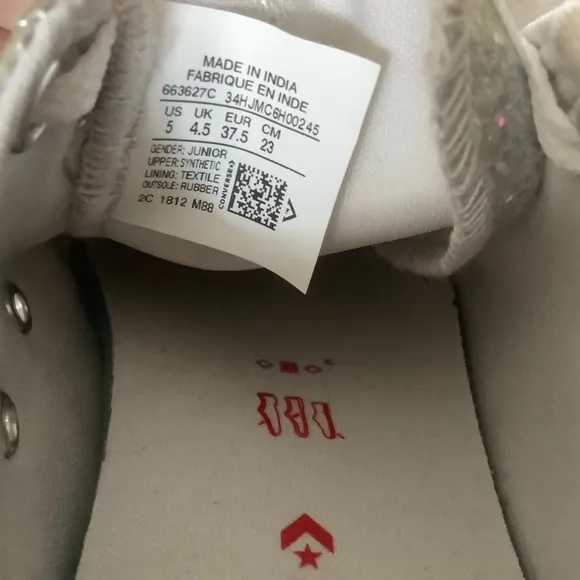 MADE IN INDIA
FABRIQUE EN INDE
663627C 34HJMC6H00245
US UK EUR CM
5 4.5 37.5 23
GENDER: JUNIOR
UPPER: SYNTHETIC
LINING: TEXTILE
OUTSOLE: RUBBER
CONVERSE
2C 1812 M88